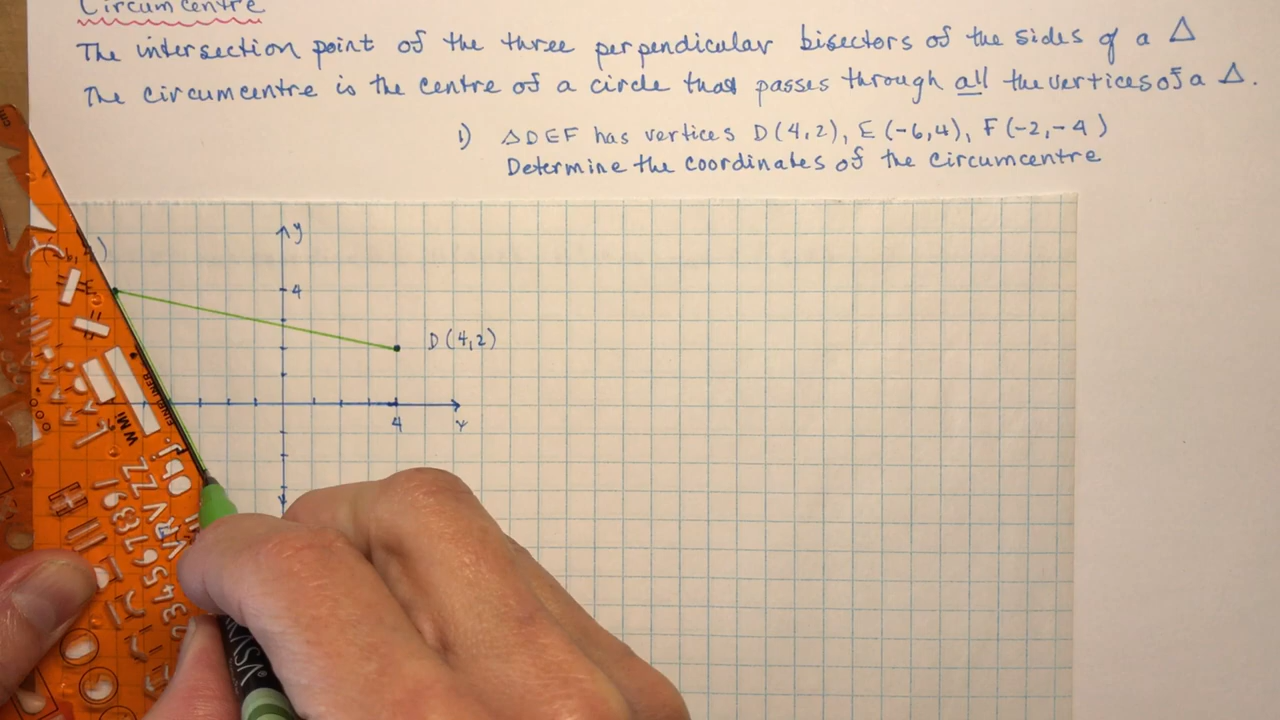 Circumcentre
The intersection point of the three perpendicular bisectors of the sides of a Δ
The circumcentre is the centre of a circle that passes through all the vertices of a Δ.
1) ΔDEF has vertices D(4,2), E(-6,4), F(-2,-4)
Determine the coordinates of the circumcentre
y
4
D(4,2)
4
x